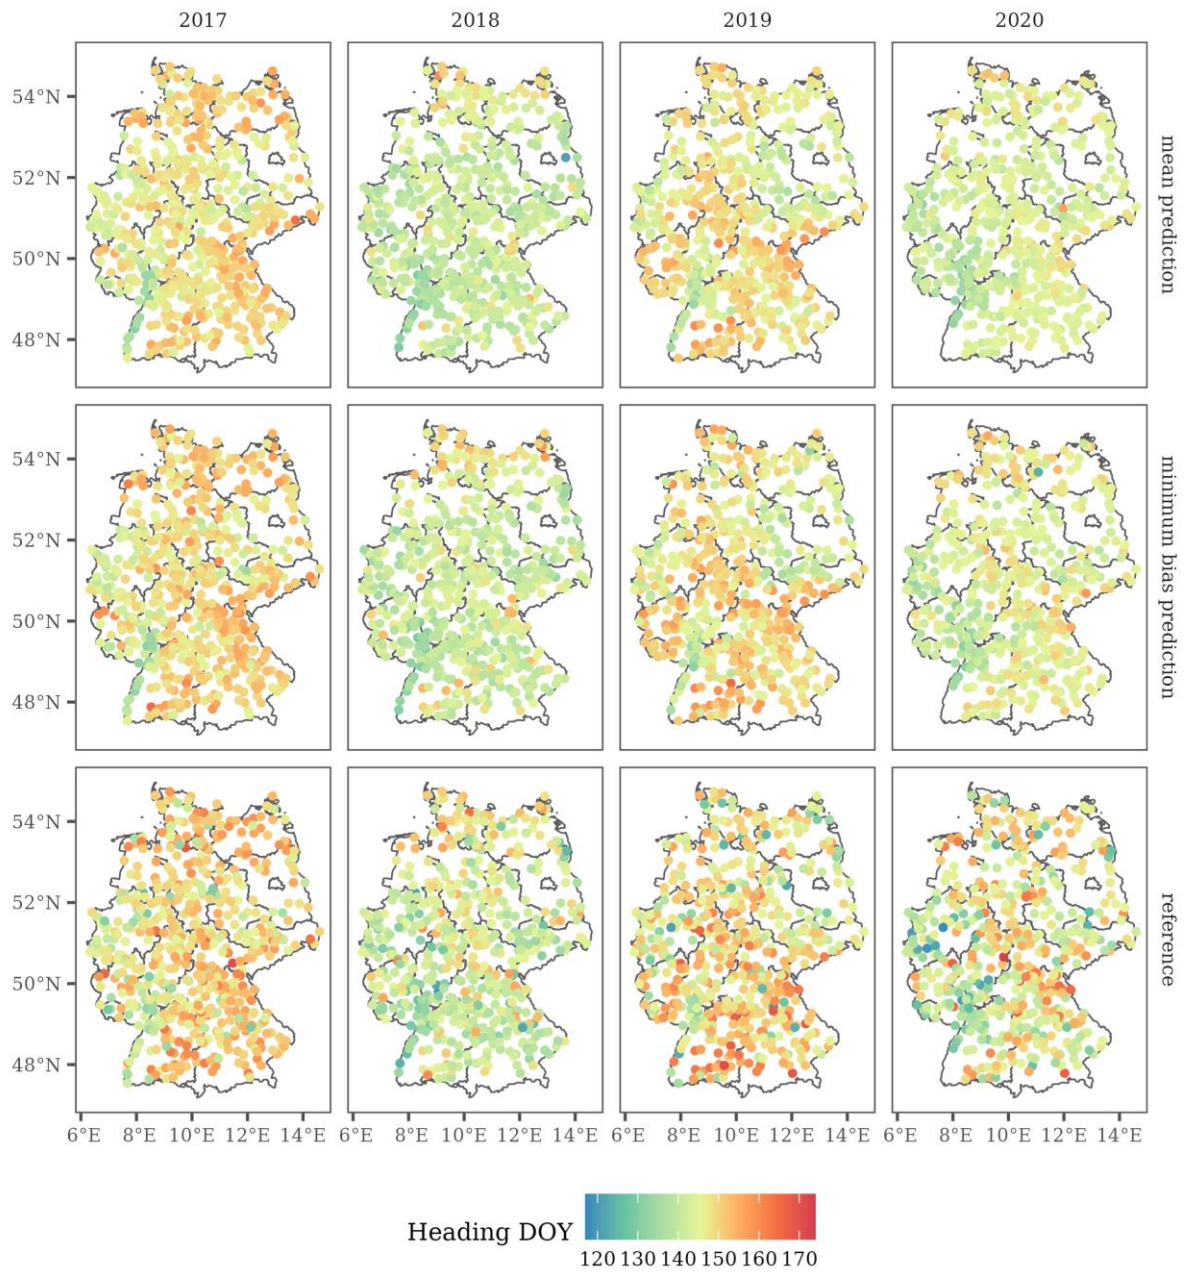 2017 2018 2019 2020
54°N
52°N
50°N
48°N
mean prediction
54°N
52°N
50°N
48°N
minimum bias prediction
54°N
52°N
50°N
48°N
reference
6°E 8°E 10°E 12°E 14°E 6°E 8°E 10°E 12°E 14°E 6°E 8°E 10°E 12°E 14°E 6°E 8°E 10°E 12°E 14°E
Heading DOY
120 130 140 150 160 170